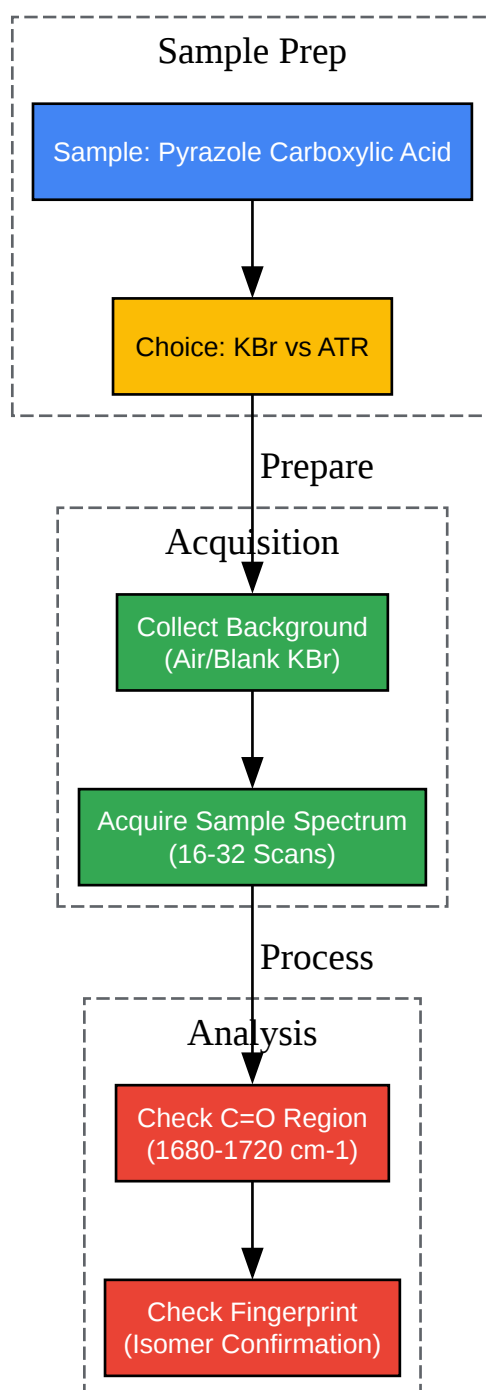 Sample Prep
Sample: Pyrazole Carboxylic Acid
Choice: KBr vs ATR
Prepare
Acquisition
Collect Background
(Air/Blank KBr)
Acquire Sample Spectrum
(16-32 Scans)
Process
Analysis
Check C=O Region
(1680-1720 cm-1)
Check Fingerprint
(Isomer Confirmation)